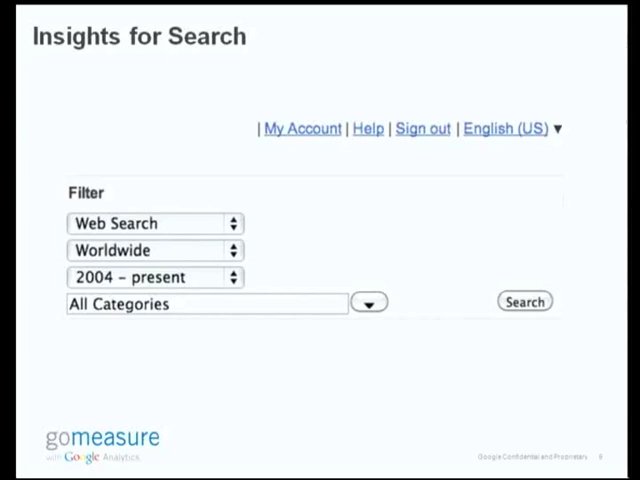 Insights for Search
| My Account | Help | Sign out | English (US) ▼
Filter
Web Search
Worldwide
2004 – present
All Categories
Search
gomeasure
with Google Analytics
Google Confidential and Proprietary